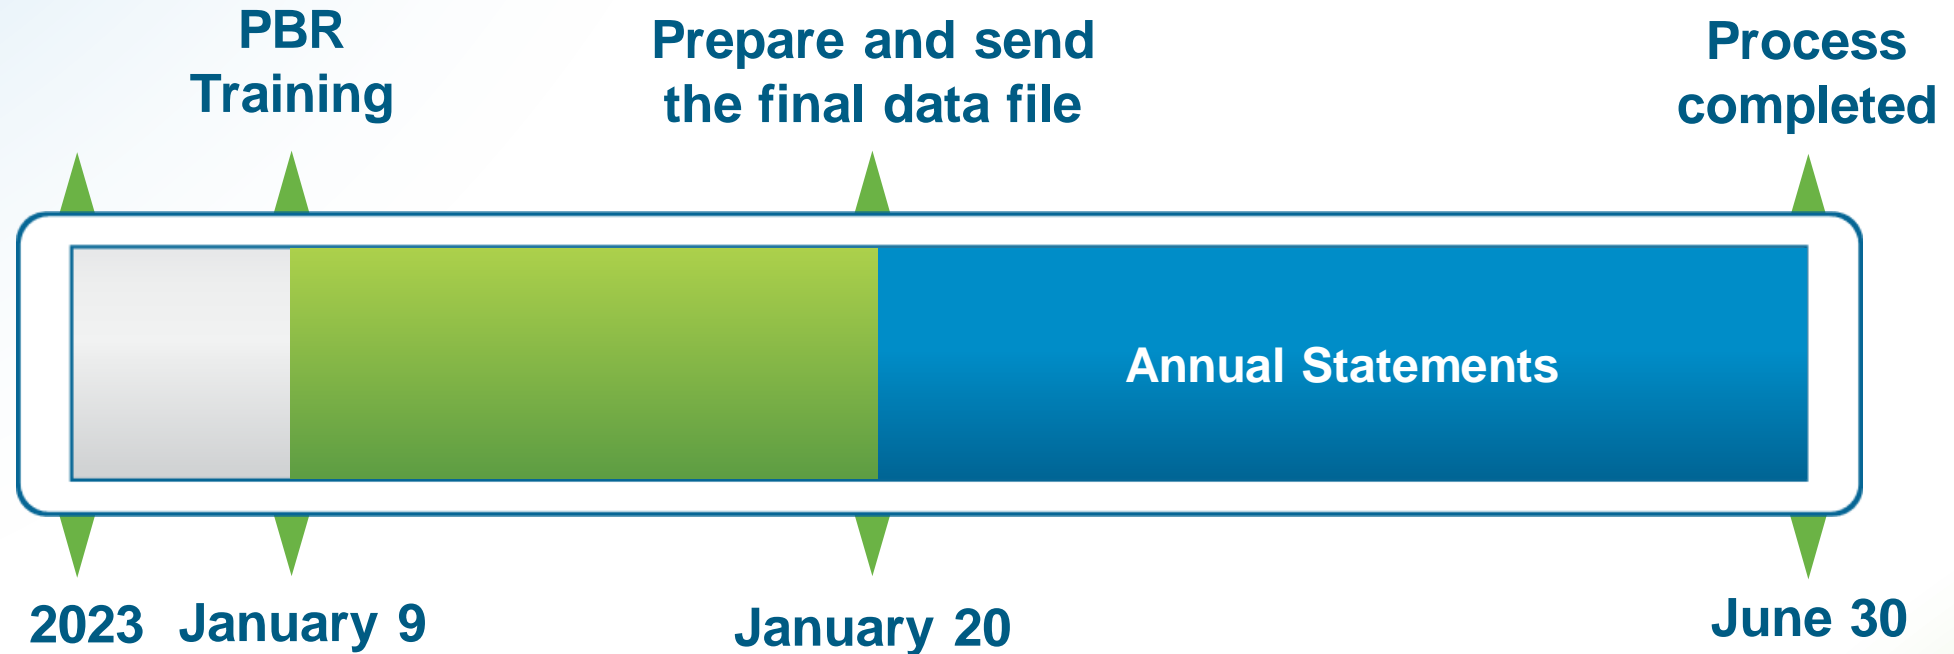 PBR
Training
Prepare and send
the final data file
Process
completed
Annual Statements
2023
January 9
January 20
June 30